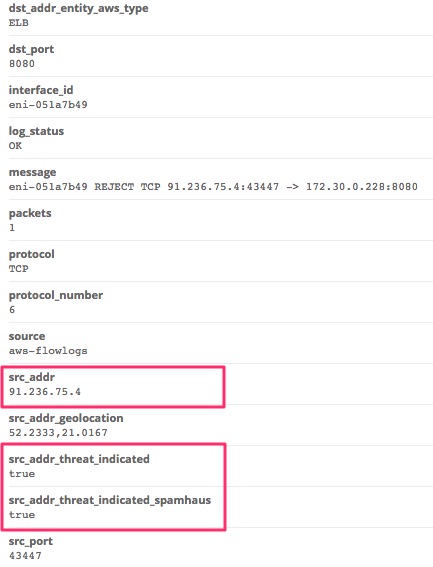 dst_addr_entity_aws_type
ELB
dst_port
8080
interface_id
eni-051a7b49
log_status
OK
message
eni-051a7b49 REJECT TCP 91.236.75.4:43447 -> 172.30.0.228:8080
packets
1
protocol
TCP
protocol_number
6
source
aws-flowlogs
src_addr
91.236.75.4
src_addr_geolocation
52.2333,21.0167
src_addr_threat_indicated
true
src_addr_threat_indicated_spamhaus
true
src_port
43447